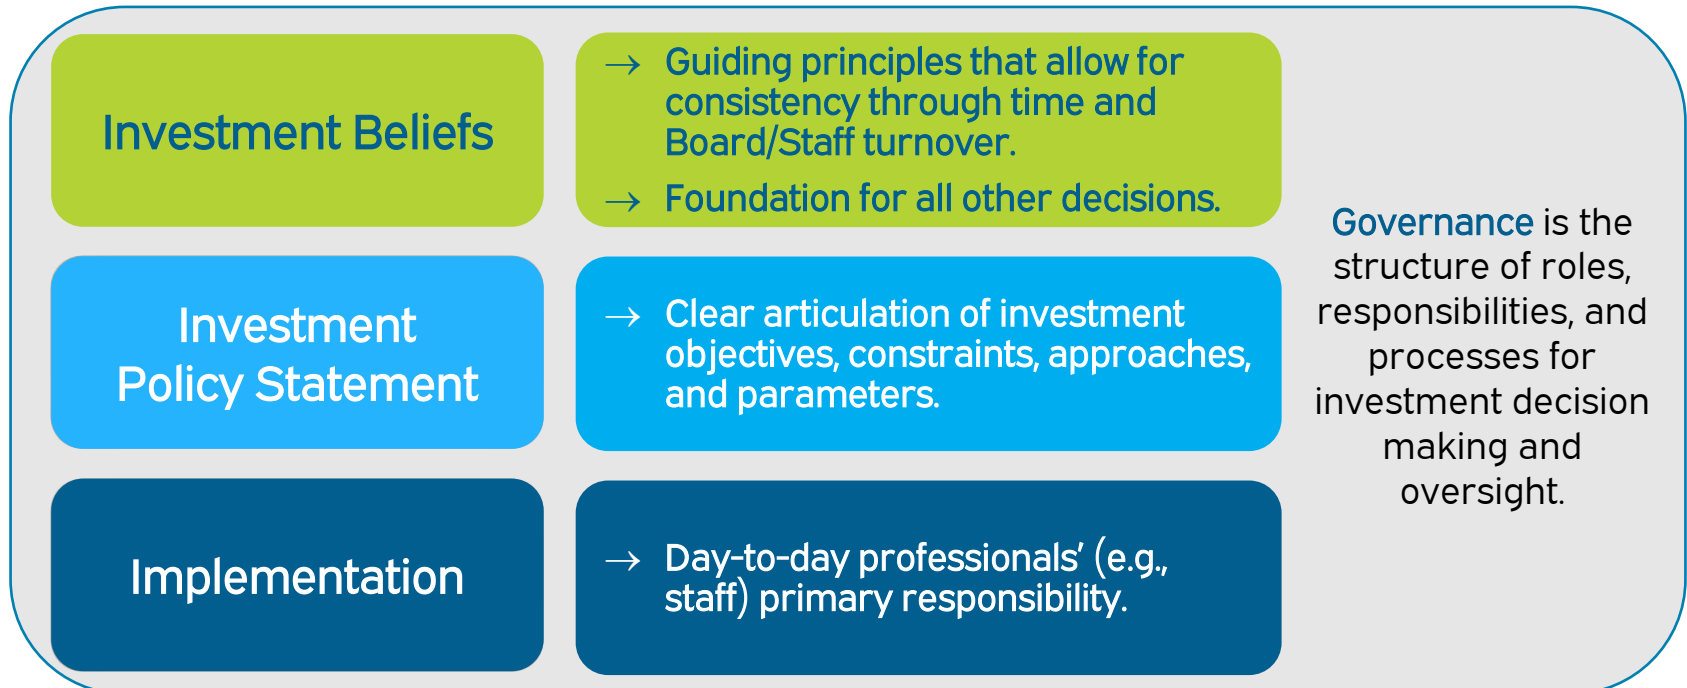 Investment Beliefs
→ Guiding principles that allow for
consistency through time and
Board/Staff turnover.
→ Foundation for all other decisions.
Investment
Policy Statement
→ Clear articulation of investment
objectives, constraints, approaches,
and parameters.
Implementation
→ Day-to-day professionals’ (e.g.,
staff) primary responsibility.
Governance is the
structure of roles,
responsibilities, and
processes for
investment decision
making and
oversight.